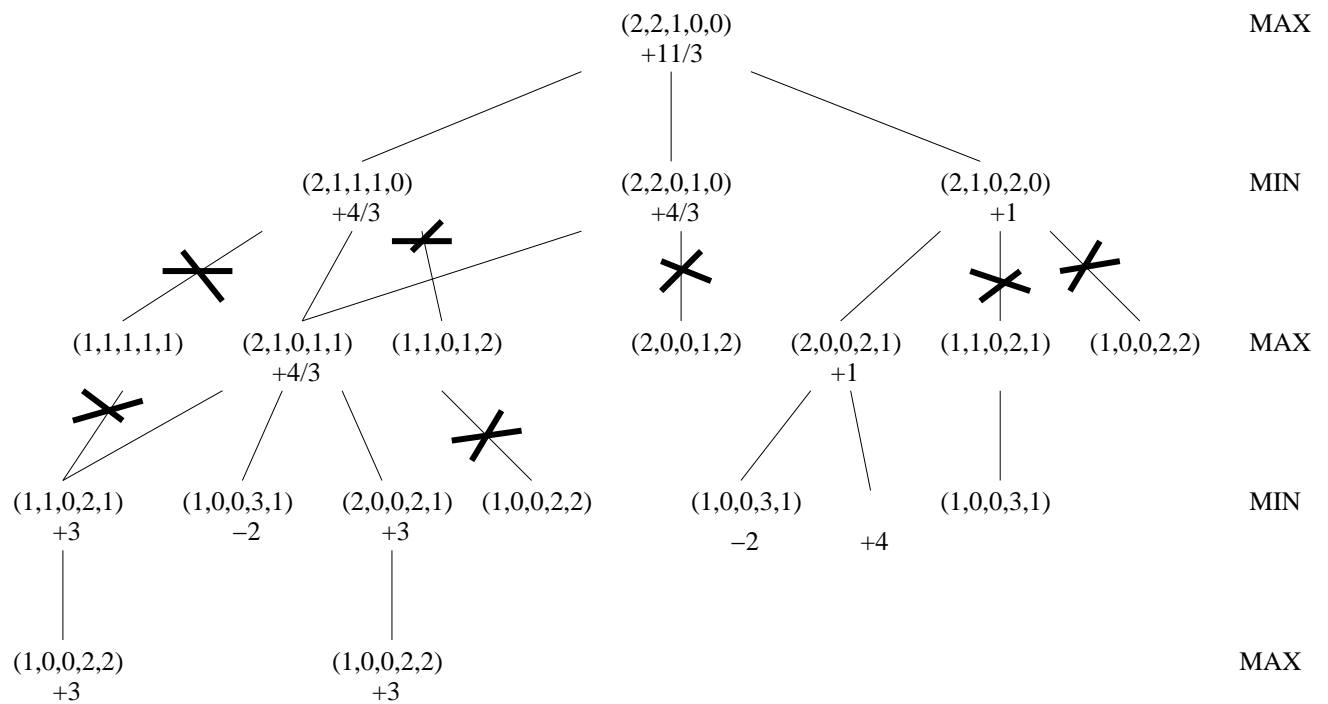 (2,2,1,0,0) MAX
+11/3
(2,1,1,1,0) (2,2,0,1,0) (2,1,0,2,0) MIN
+4/3 +4/3 +1
(1,1,1,1,1) (2,1,0,1,1) (1,1,0,1,2) (2,0,0,1,2) (2,0,0,2,1) (1,1,0,2,1) (1,0,0,2,2) MAX
+4/3 +1
(1,1,0,2,1) (1,0,0,3,1) (2,0,0,2,1) (1,0,0,2,2) (1,0,0,3,1) (1,0,0,3,1) MIN
+3 −2 +3
−2 +4
(1,0,0,2,2) (1,0,0,2,2) MAX
+3 +3